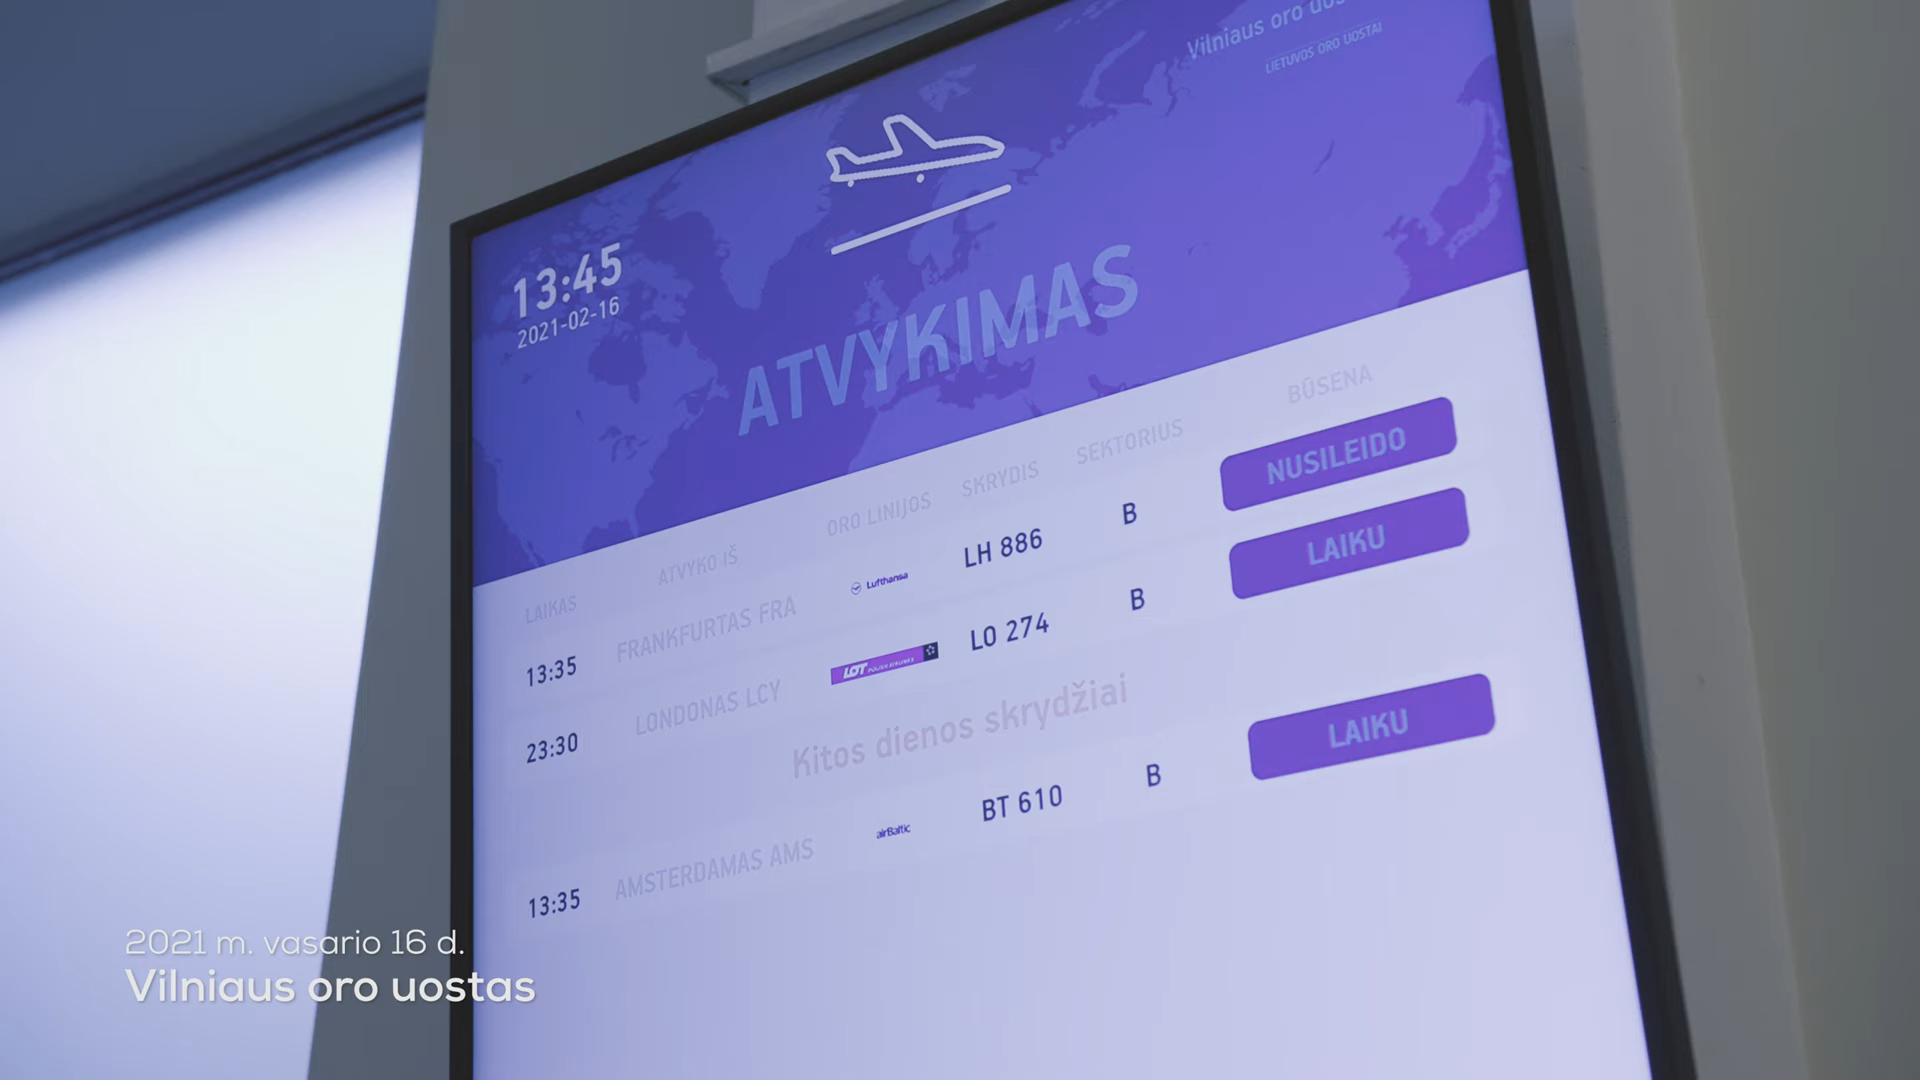 Vilniaus oro uos
LIETUVOS ORO UOSTAI
13:45
2021-02-16
ATVYKIMAS
LAIKAS ATVYKO IŠ ORO LINIJOS SKRYDIS SEKTORIUS BŪSENA
13:35 FRANKFURTAS FRA Lufthansa LH 886 B NUSILEIDO
23:30 LONDONAS LCY LOT POLISH AIRLINES LO 274 B LAIKU
Kitos dienos skrydžiai
13:35 AMSTERDAMAS AMS airBaltic BT 610 B LAIKU
2021 m. vasario 16 d.
Vilniaus oro uostas